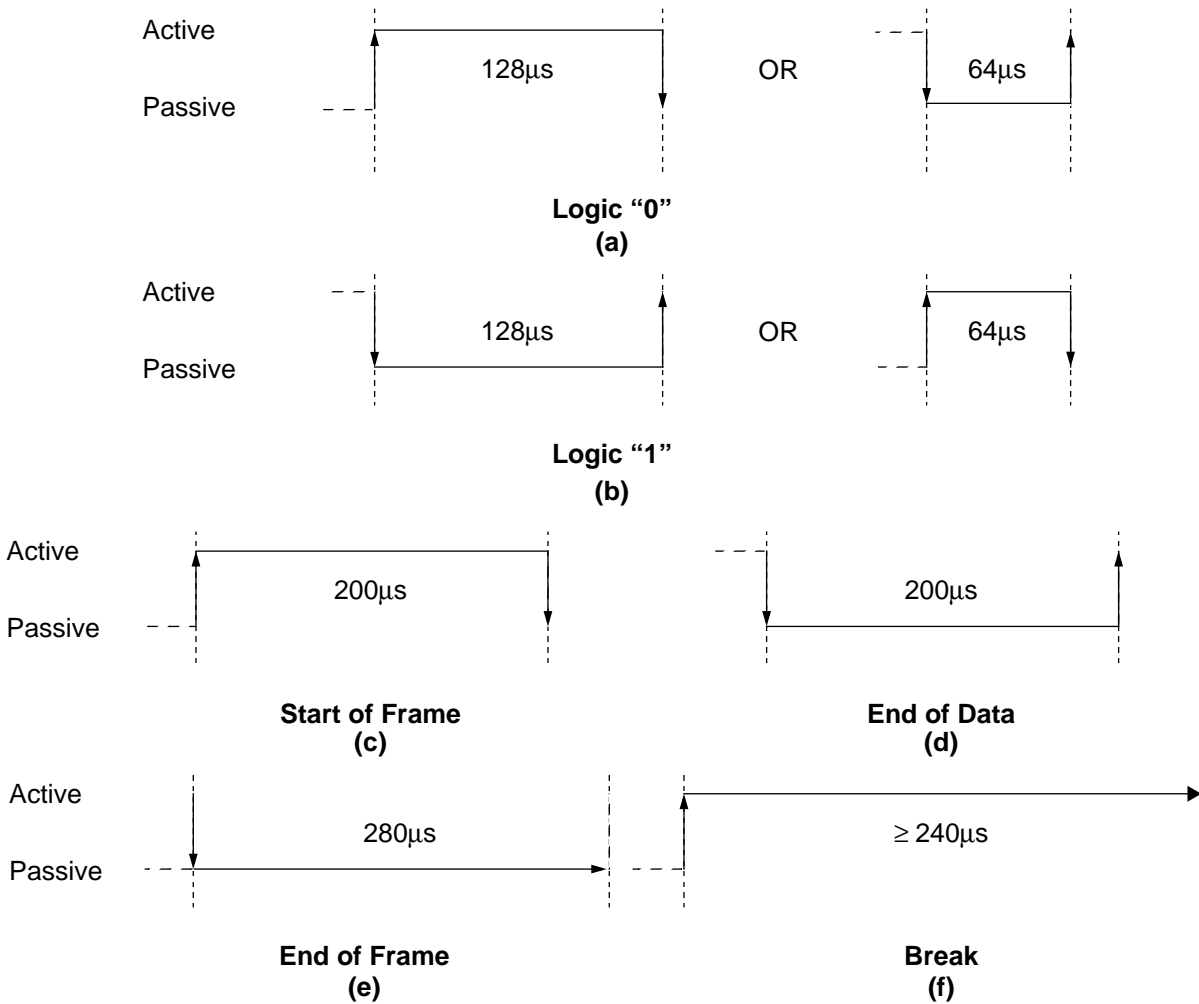 Active
128μs
OR
64μs
Passive
Logic “0”
(a)
Active
128μs
OR
64μs
Passive
Logic “1”
(b)
Active
200μs
200μs
Passive
Start of Frame
(c)
End of Data
(d)
Active
280μs
≥ 240μs
Passive
End of Frame
(e)
Break
(f)